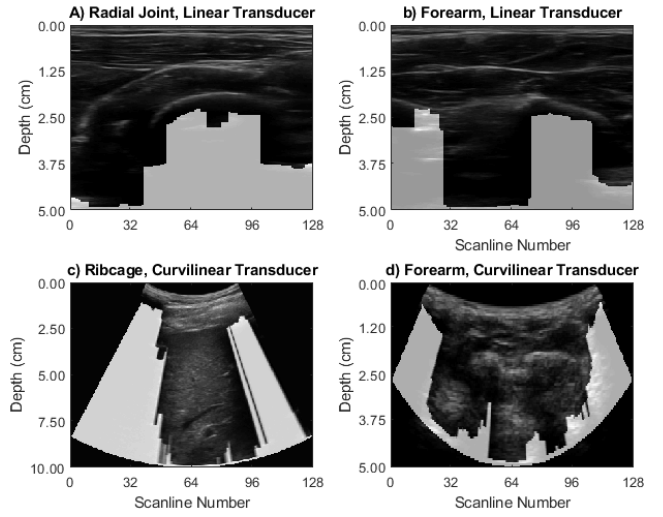 A) Radial Joint, Linear Transducer
0.00
1.25
2.50
3.75
5.00
Depth (cm)
0 32 64 96 128
b) Forearm, Linear Transducer
0.00
1.25
2.50
3.75
5.00
Depth (cm)
0 32 64 96 128
Scanline Number
c) Ribcage, Curvilinear Transducer
0.00
2.50
5.00
7.50
10.00
Depth (cm)
0 32 64 96 128
Scanline Number
d) Forearm, Curvilinear Transducer
0.00
1.20
2.50
3.75
5.00
Depth (cm)
0 32 64 96 128
Scanline Number